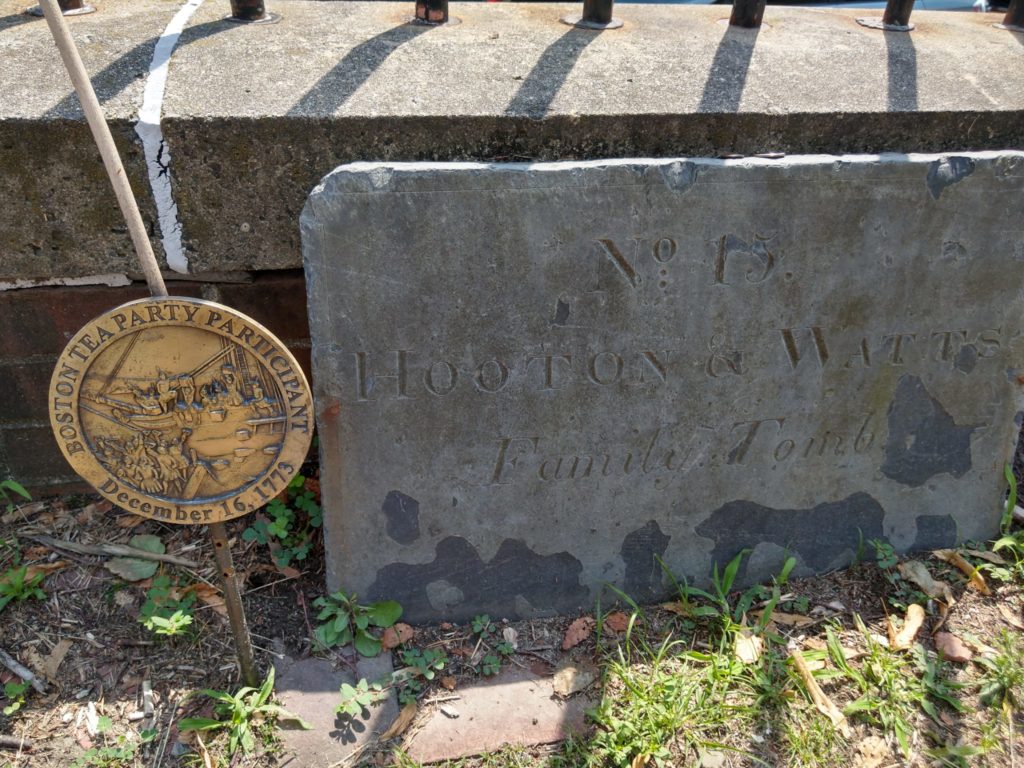 BOSTON TEA PARTY PARTICIPANT
December 16, 1773
Nº. 15.
HOOTON & WATTS
Family Tomb